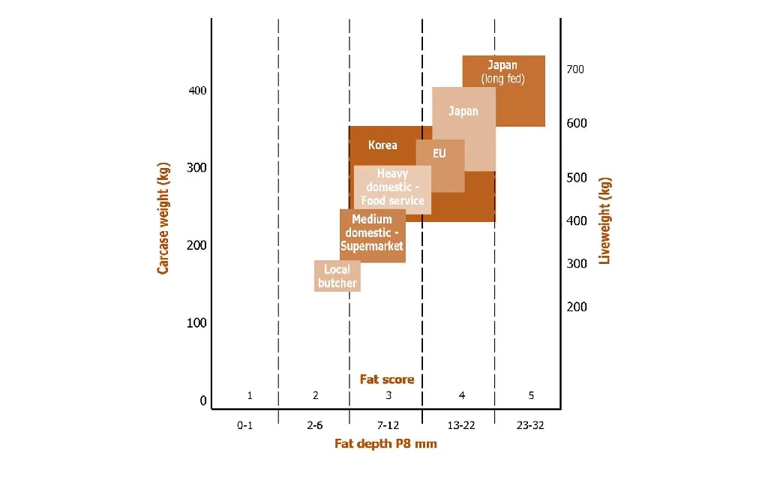 Japan
(long fed)
Japan
Korea
EU
Heavy
domestic -
Food service
Medium
domestic -
Supermarket
Local
butcher
Carcase weight (kg)
400
300
200
100
0
Liveweight (kg)
700
600
500
400
300
200
Fat score
1 2 3 4 5
0-1 2-6 7-12 13-22 23-32
Fat depth P8 mm